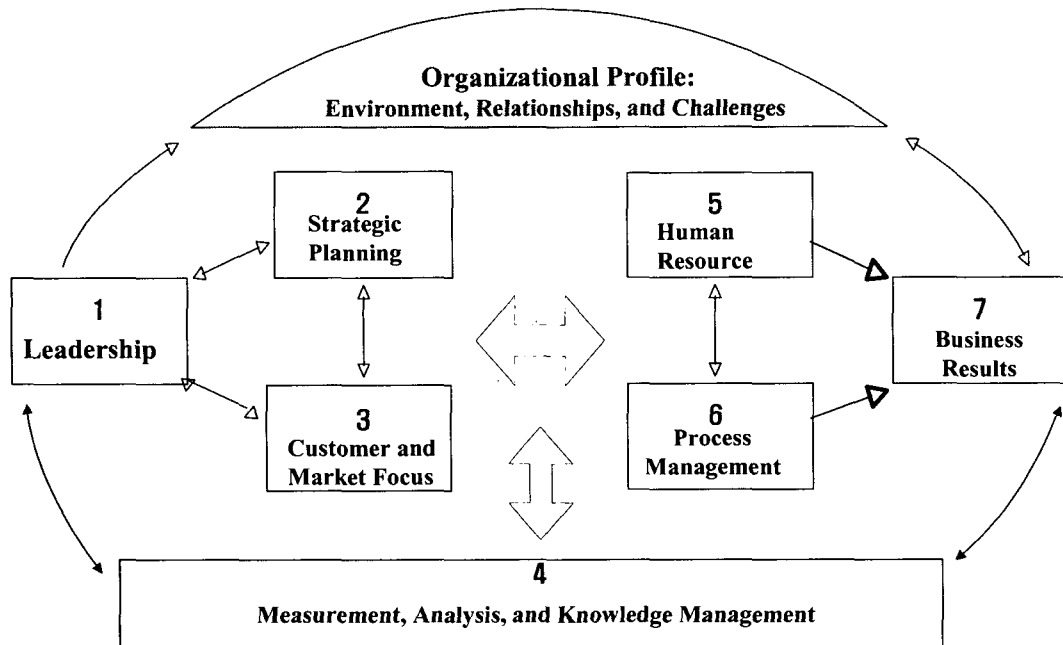 Organizational Profile:
Environment, Relationships, and Challenges
1
Leadership
2
Strategic
Planning
3
Customer and
Market Focus
5
Human
Resource
6
Process
Management
7
Business
Results
4
Measurement, Analysis, and Knowledge Management